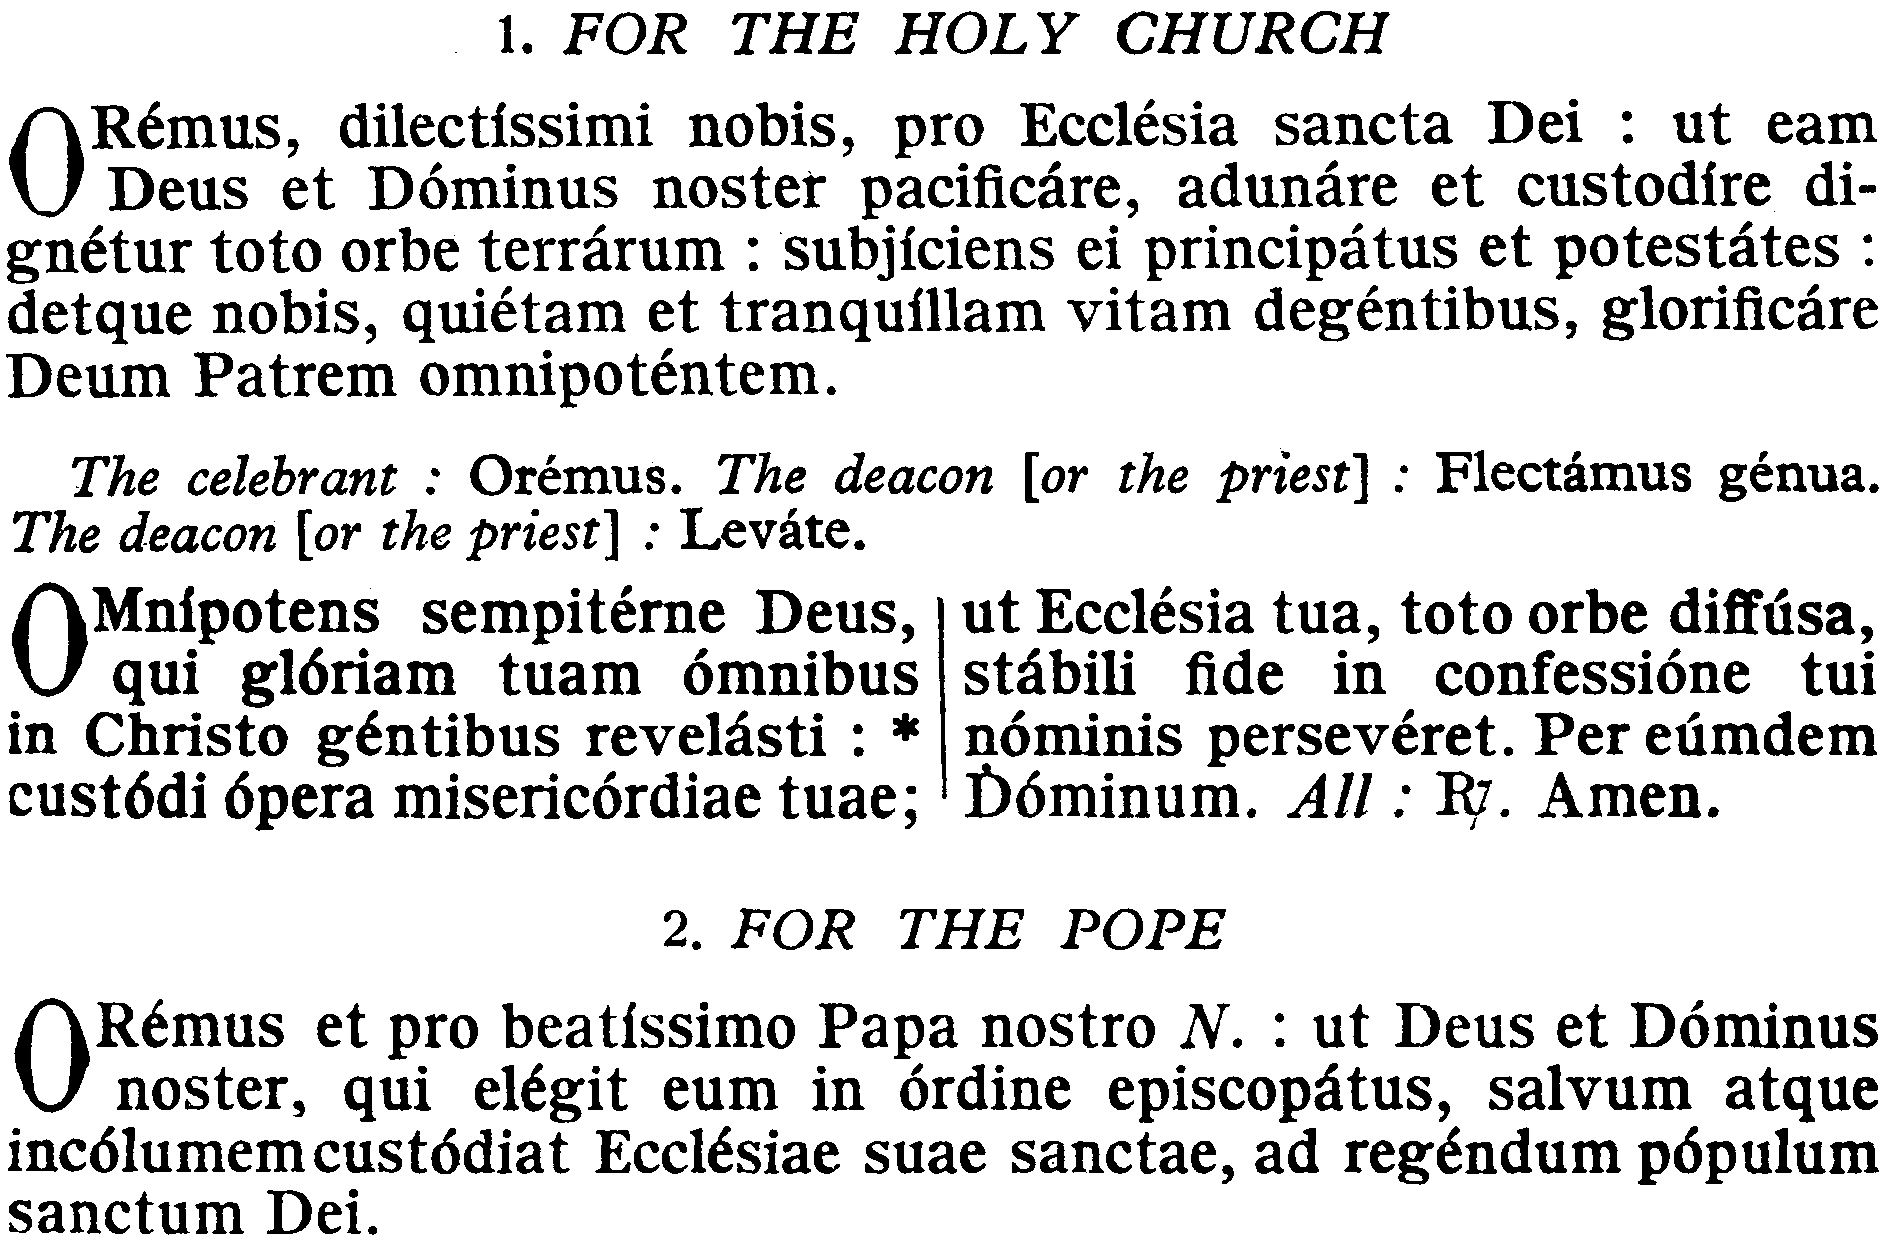 1. FOR THE HOLY CHURCH
ORémus, dilectíssimi nobis, pro Ecclésia sancta Dei : ut eam
Deus et Dóminus noster pacificáre, adunáre et custodíre di-
gnétur toto orbe terrárum : subjíciens ei principátus et potestátes :
detque nobis, quiétam et tranquíllam vitam degéntibus, glorificáre
Deum Patrem omnipoténtem.
The celebrant : Orémus. The deacon [or the priest] : Flectámus génua.
The deacon [or the priest] : Leváte.
OMnípotens sempitérne Deus,
qui glóriam tuam ómnibus
in Christo géntibus revelásti : *
custódi ópera misericórdiae tuae;
ut Ecclésia tua, toto orbe diffúsa,
stábili fide in confessióne tui
nóminis persevéret. Per eúmdem
Dóminum. All : ℟. Amen.
2. FOR THE POPE
ORémus et pro beatíssimo Papa nostro N. : ut Deus et Dóminus
noster, qui elégit eum in órdine episcopátus, salvum atque
incólumem custódiat Ecclésiae suae sanctae, ad regéndum pópulum
sanctum Dei.